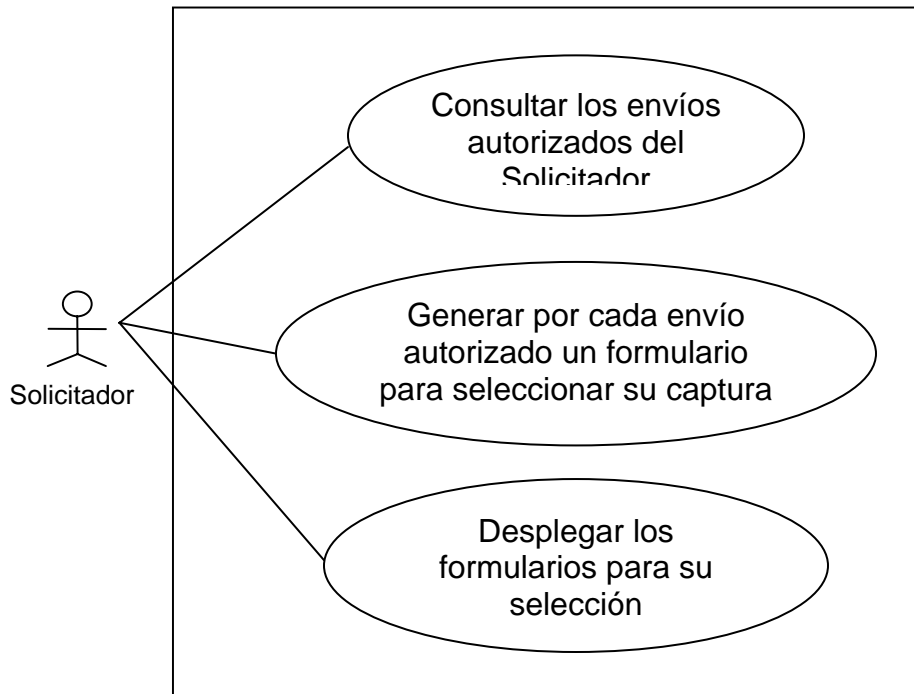 Consultar los envíos
autorizados del
Solicitador
Generar por cada envío
autorizado un formulario
para seleccionar su captura
Solicitador
Desplegar los
formularios para su
selección